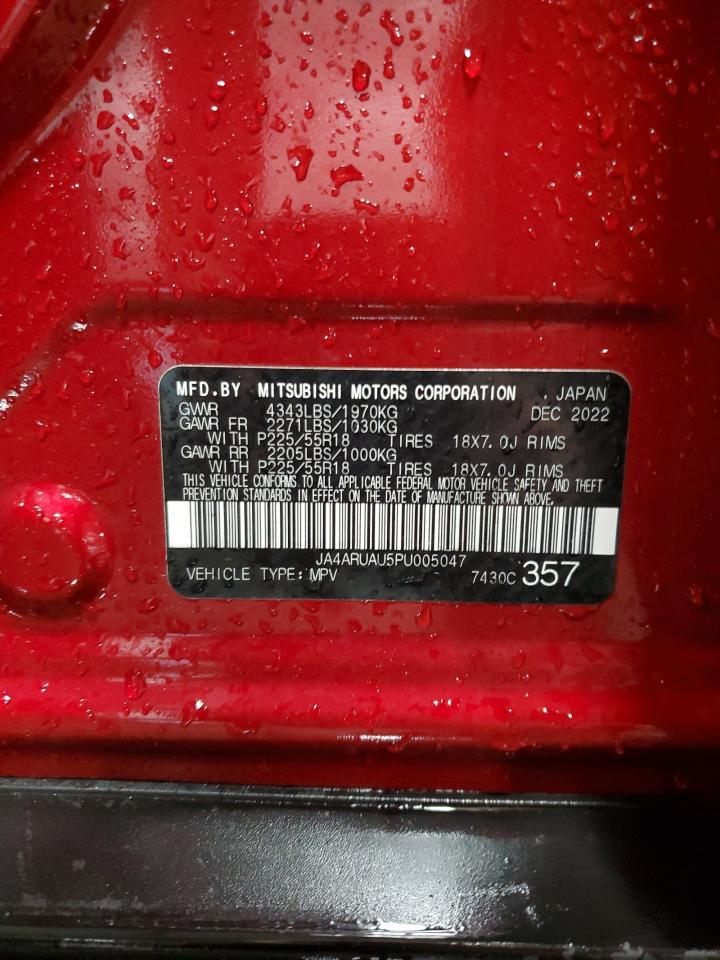 MFD.BY MITSUBISHI MOTORS CORPORATION , JAPAN
GVWR 4343LBS/1970KG DEC 2022
GAWR FR 2271LBS/1030KG
WITH P225/55R18 TIRES 18X7.0J RIMS
GAWR RR 2205LBS/1000KG
WITH P225/55R18 TIRES 18X7.0J RIMS
THIS VEHICLE CONFORMS TO ALL APPLICABLE FEDERAL MOTOR VEHICLE SAFETY AND THEFT
PREVENTION STANDARDS IN EFFECT ON THE DATE OF MANUFACTURE SHOWN ABOVE.
JA4ARUAU5PU005047
VEHICLE TYPE:MPV 7430C 357